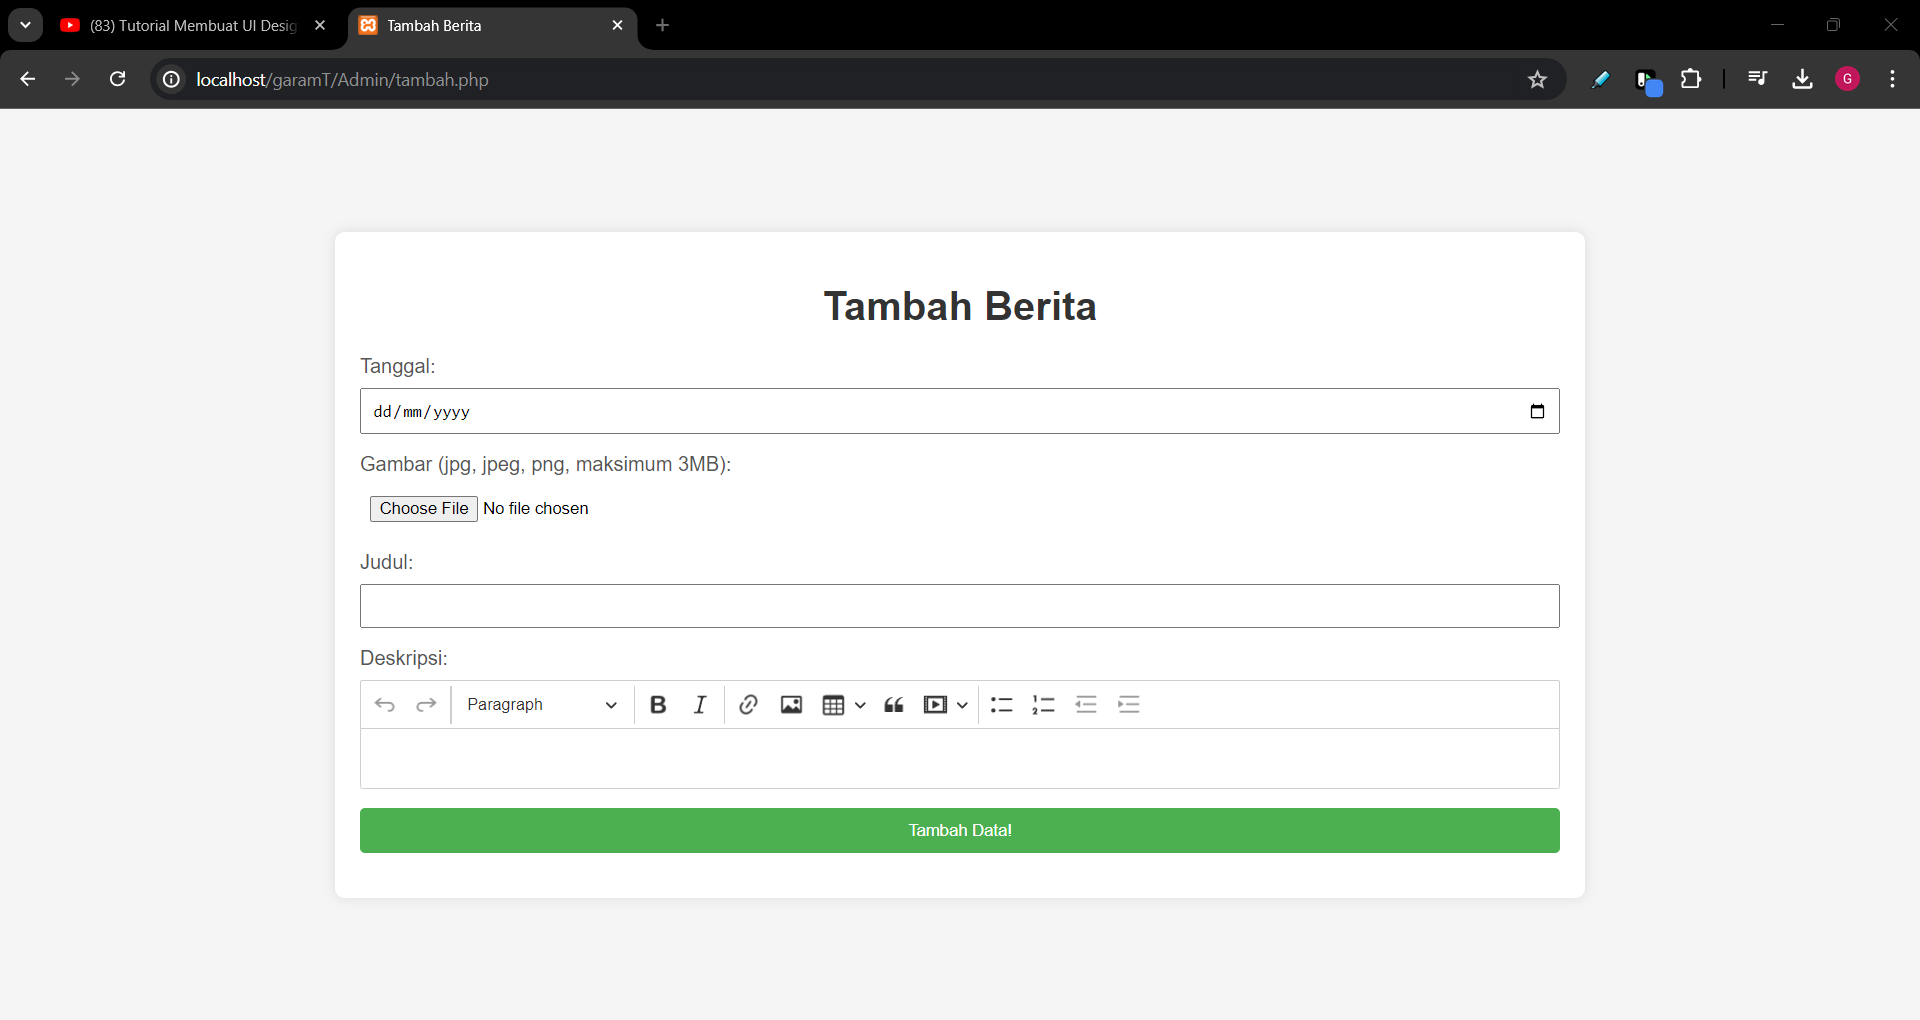 (83) Tutorial Membuat UI Desig
Tambah Berita
localhost/garamT/Admin/tambah.php
G
Tambah Berita
Tanggal:
dd/mm/yyyy
Gambar (jpg, jpeg, png, maksimum 3MB):
Choose File No file chosen
Judul:
Deskripsi:
Paragraph
Tambah Data!